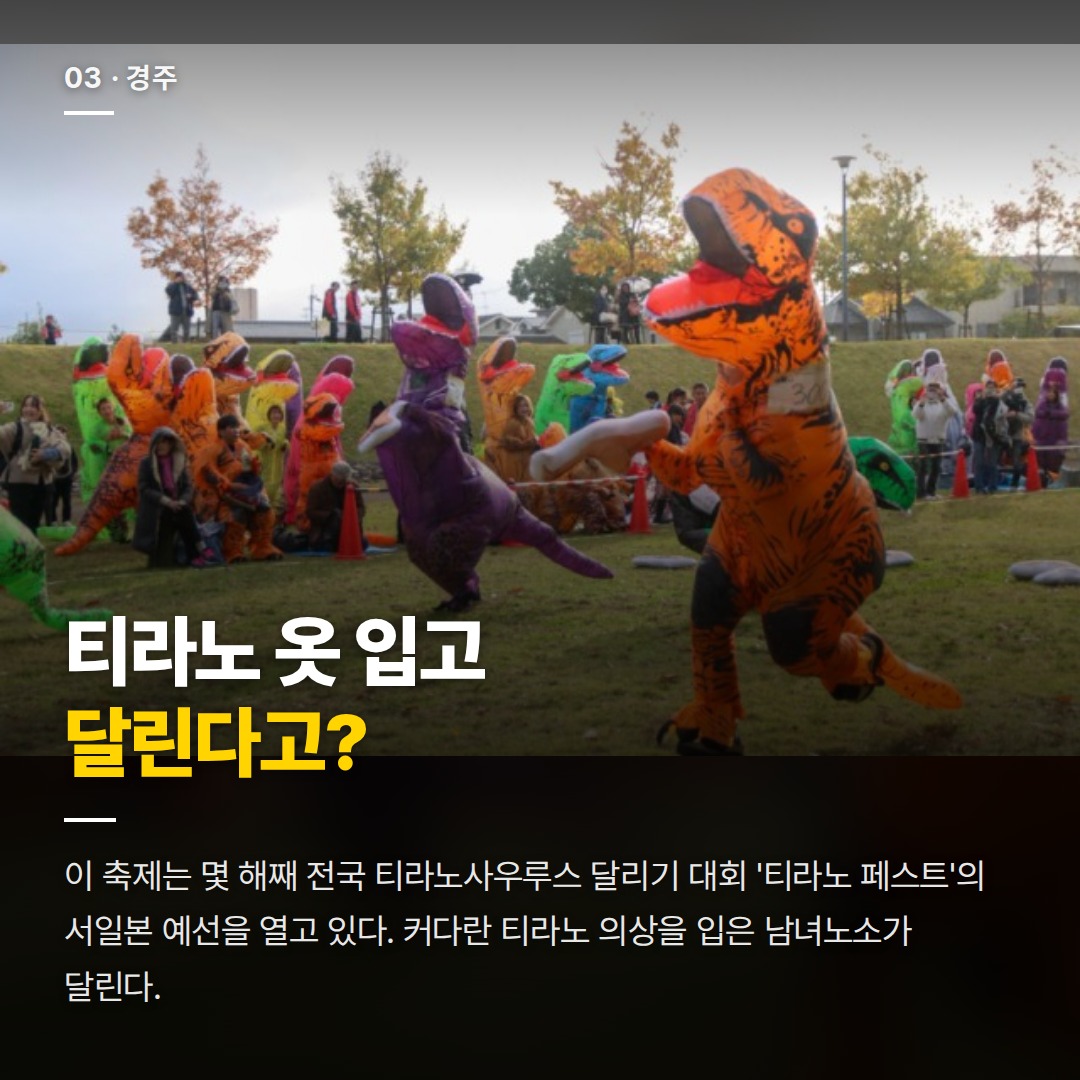 03 · 경주
티라노 옷 입고
달린다고?
이 축제는 몇 해째 전국 티라노사우루스 달리기 대회 '티라노 페스트'의
서일본 예선을 열고 있다. 커다란 티라노 의상을 입은 남녀노소가
달린다.